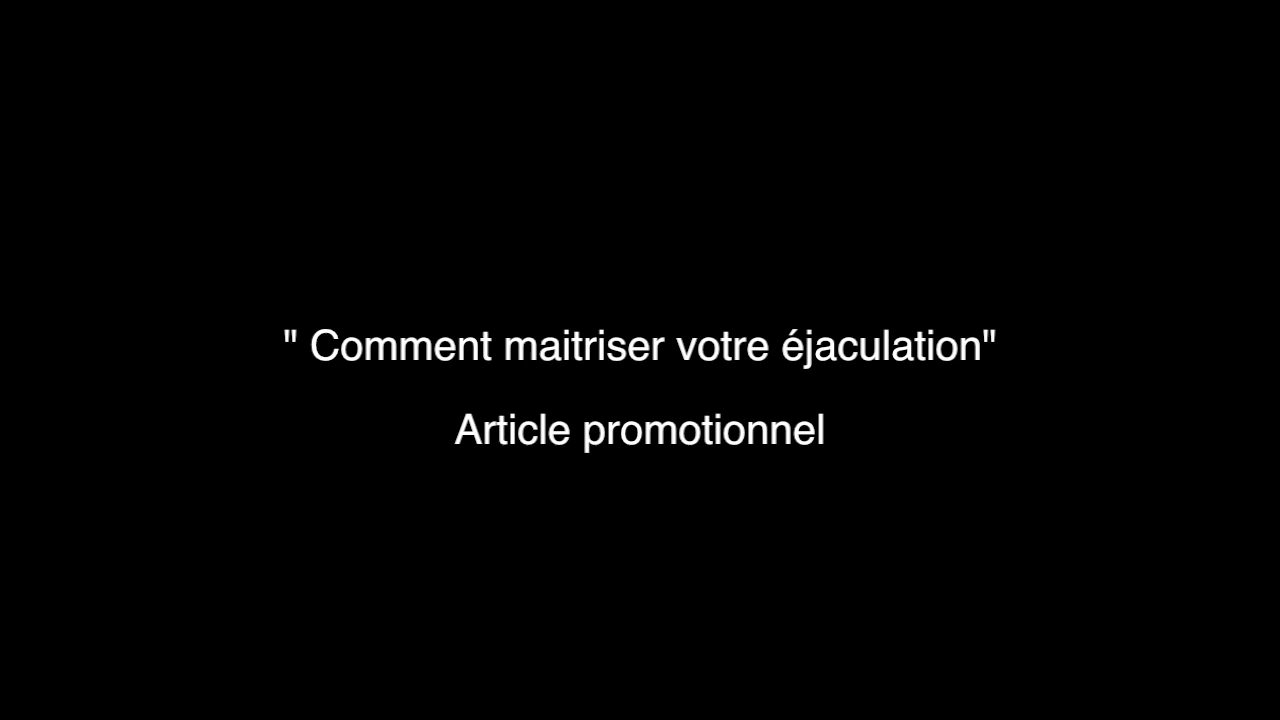 " Comment maitriser votre éjaculation"
Article promotionnel